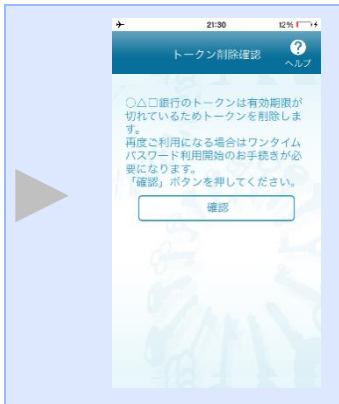 21:30
12%
トークン削除確認
?
ヘルプ
○△□銀行のトークンは有効期限が
切れているためトークンを削除しま
す。
再度ご利用になる場合はワンタイム
パスワード利用開始のお手続きが必
要になります。
「確認」ボタンを押してください。
確認